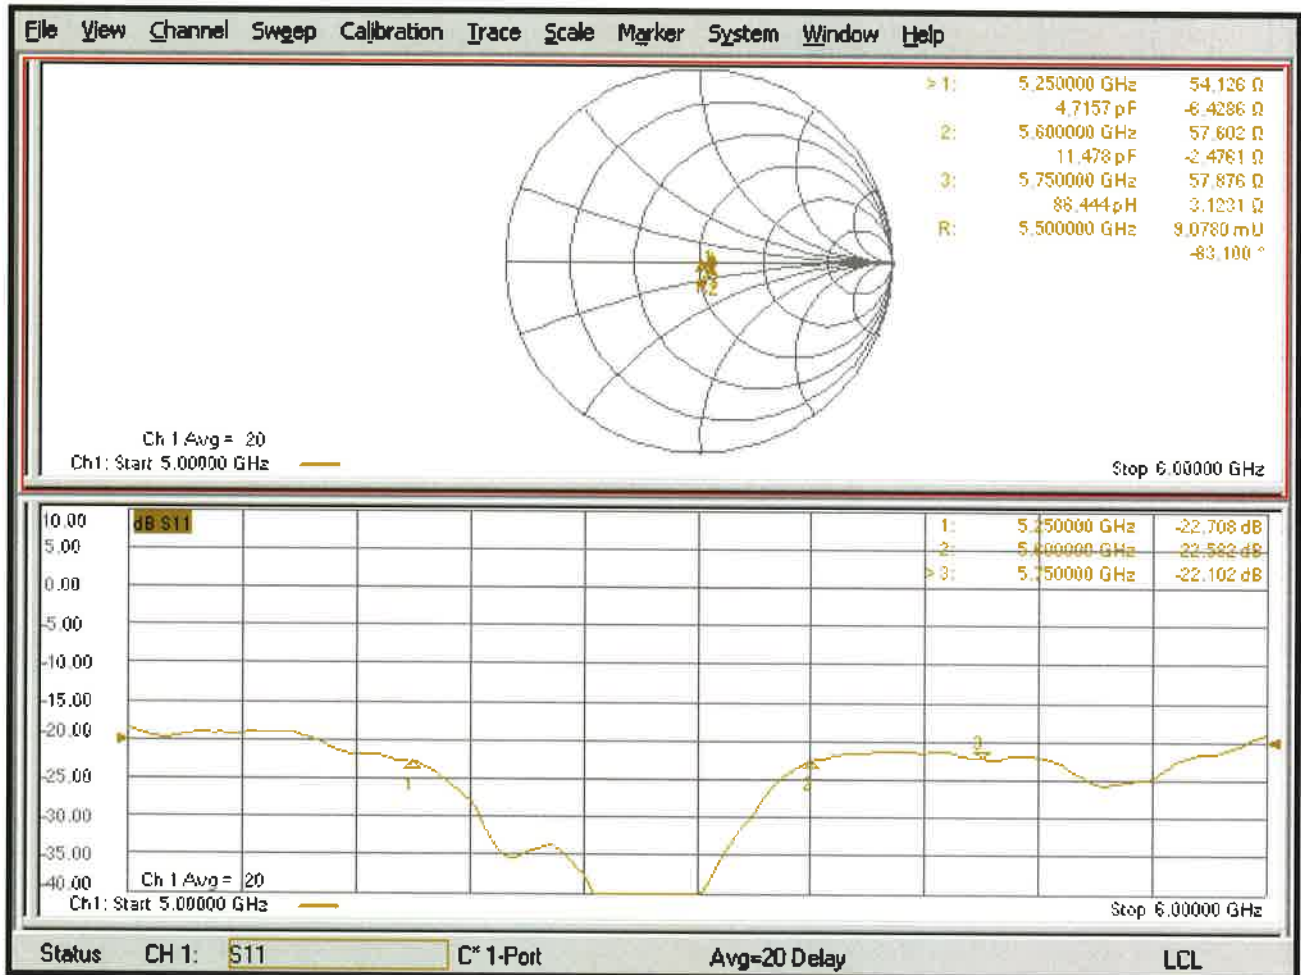 File View Channel Sweep Calibration Trace Scale Marker System Window Help
> 1: 5,250000 GHz 54,126 Ω
4,7157 pF -6,4286 Ω
2: 5,600000 GHz 57,602 Ω
11,478 pF -2,4761 Ω
3: 5,750000 GHz 57,876 Ω
86,444 pH 3,1231 Ω
R: 5,500000 GHz 9,0780 mU
-83,100 °
1
R 2
Ch 1 Avg = 20
Ch1: Start 5.00000 GHz
Stop 6.00000 GHz
10.00
dB S11
1: 5,250000 GHz -22,708 dB
5.00
2: 5,600000 GHz -22,582 dB
> 3: 5,750000 GHz -22,102 dB
0.00
-5.00
-10.00
-15.00
-20.00
3
-25.00
1
2
-30.00
-35.00
-40.00
Ch 1 Avg = 20
Ch1: Start 5.00000 GHz
Stop 6.00000 GHz
Status CH 1: S11 C* 1-Port Avg=20 Delay LCL